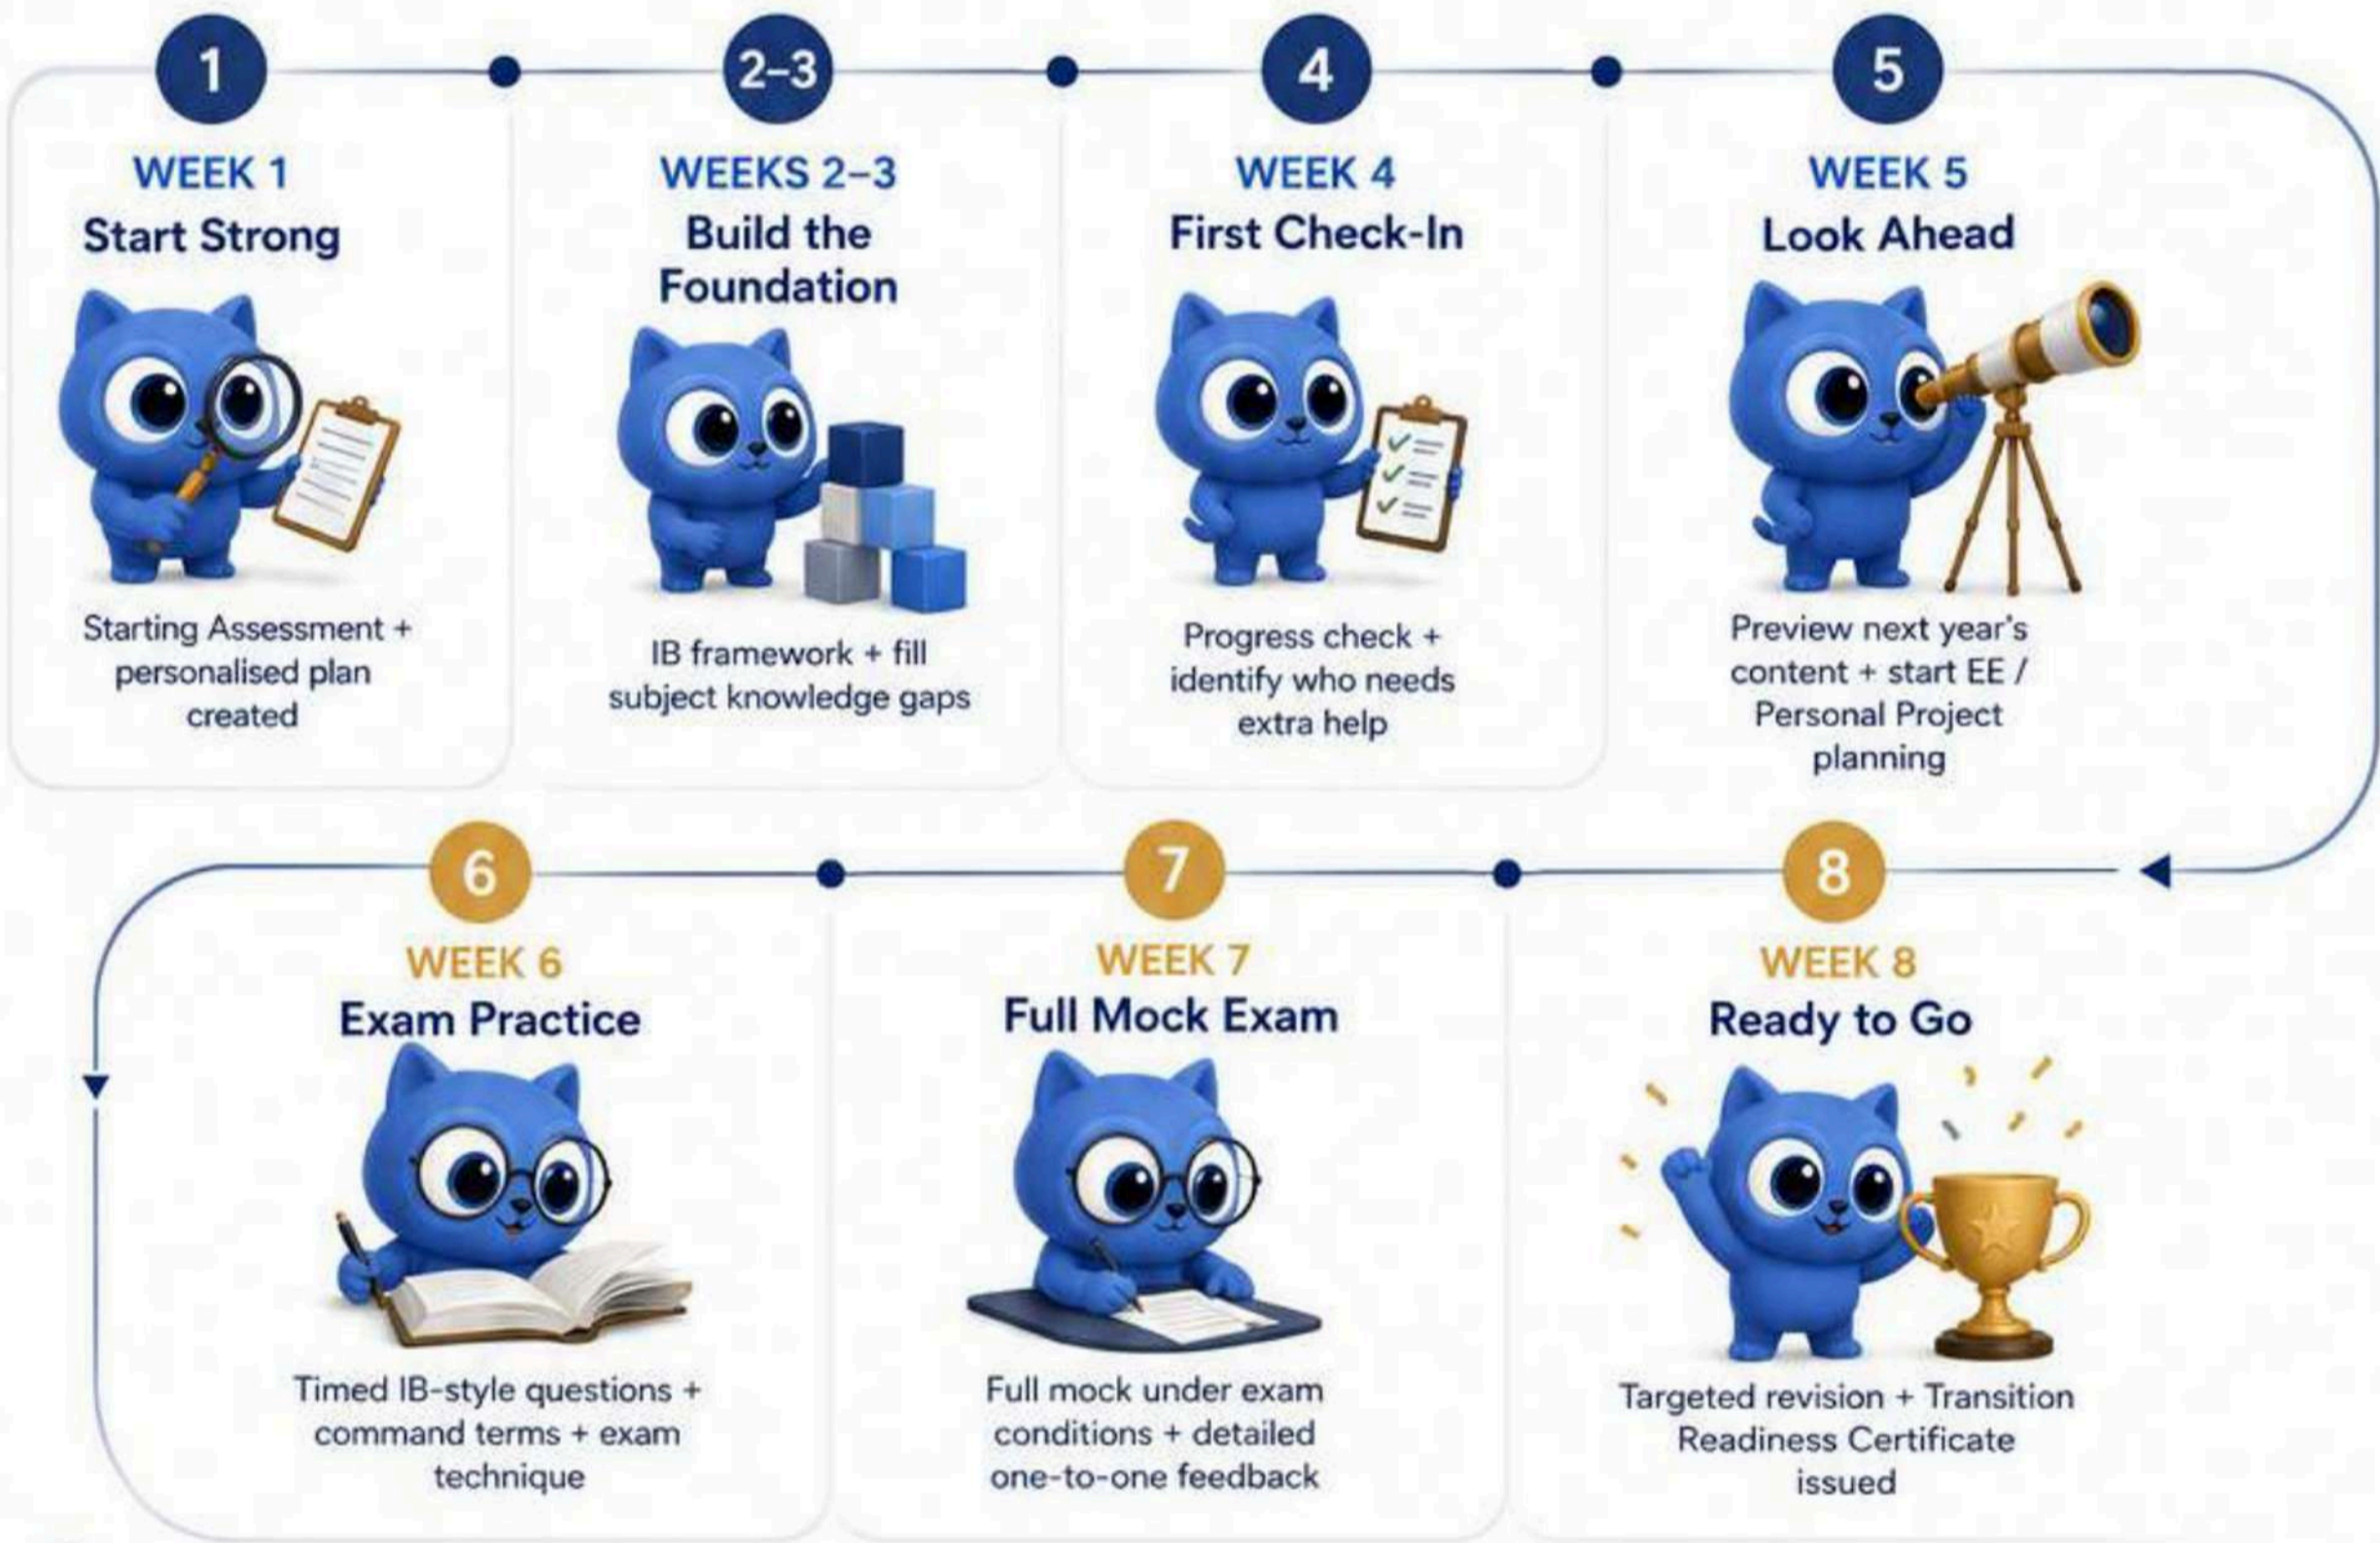 1
WEEK 1
Start Strong
Starting Assessment +
personalised plan
created
2–3
WEEKS 2–3
Build the
Foundation
IB framework + fill
subject knowledge gaps
4
WEEK 4
First Check-In
Progress check +
identify who needs
extra help
5
WEEK 5
Look Ahead
Preview next year's
content + start EE /
Personal Project
planning
6
WEEK 6
Exam Practice
Timed IB-style questions +
command terms + exam
technique
7
WEEK 7
Full Mock Exam
Full mock under exam
conditions + detailed
one-to-one feedback
8
WEEK 8
Ready to Go
Targeted revision + Transition
Readiness Certificate
issued